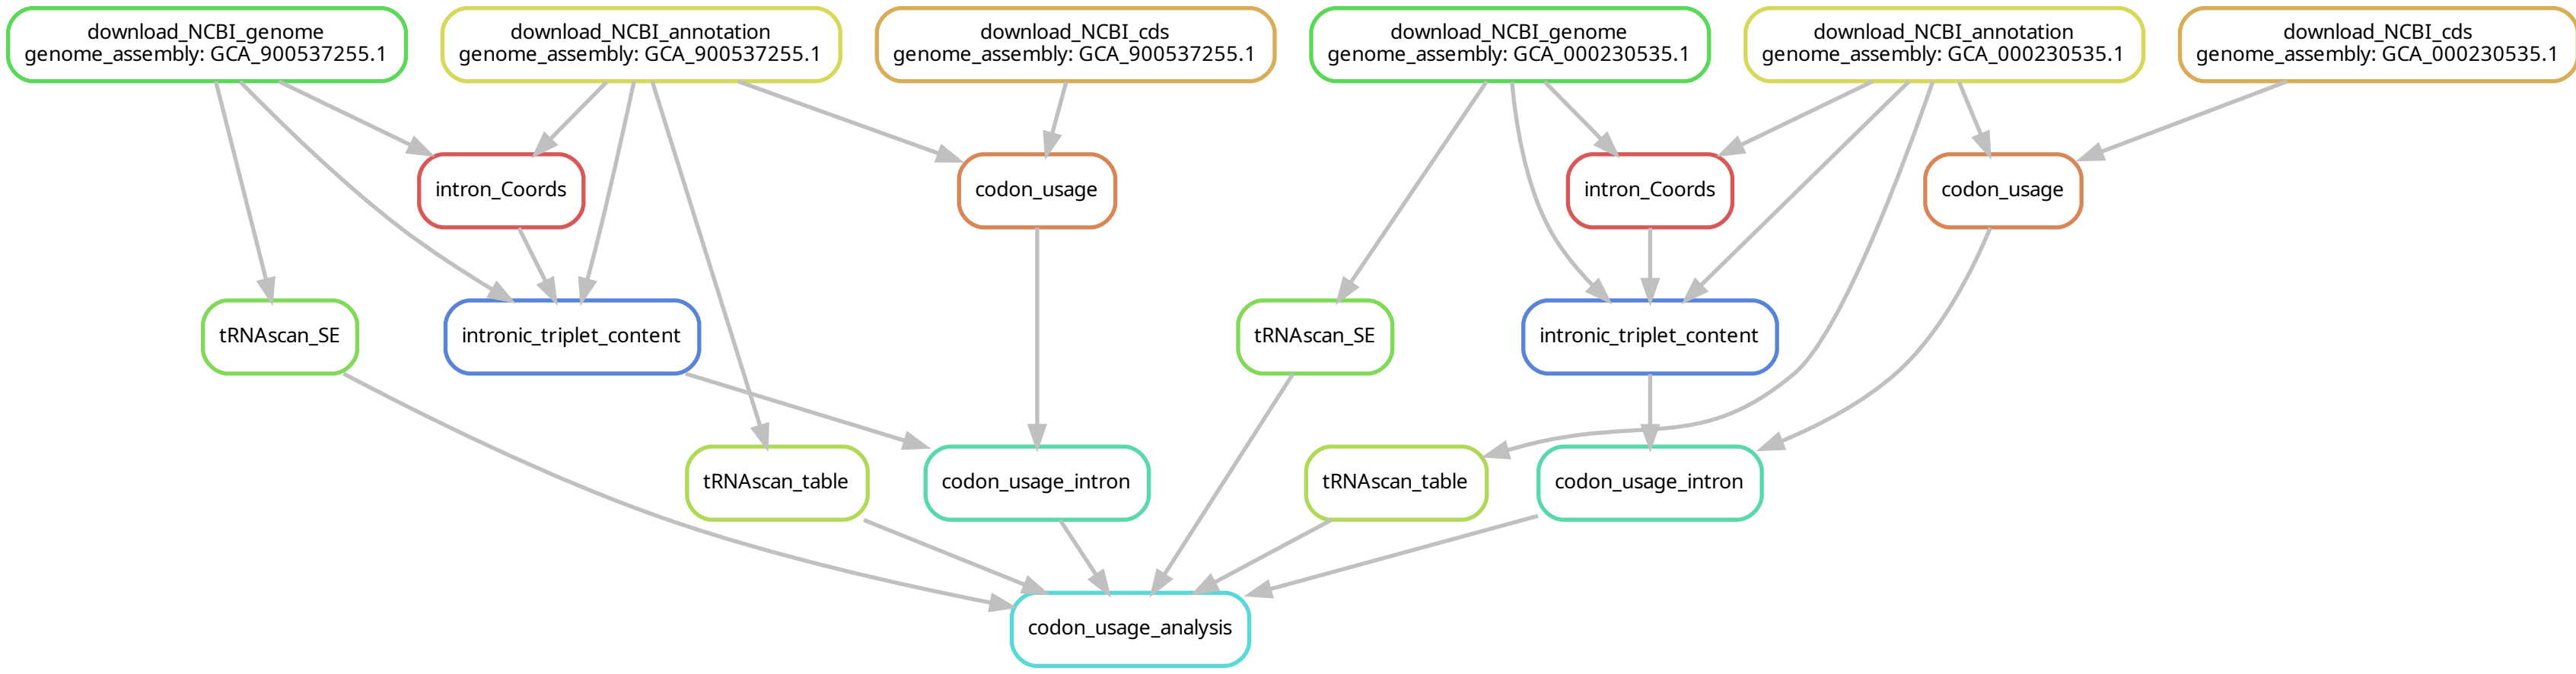 download_NCBI_genome
genome_assembly: GCA_900537255.1
download_NCBI_annotation
genome_assembly: GCA_900537255.1
download_NCBI_cds
genome_assembly: GCA_900537255.1
download_NCBI_genome
genome_assembly: GCA_000230535.1
download_NCBI_annotation
genome_assembly: GCA_000230535.1
download_NCBI_cds
genome_assembly: GCA_000230535.1
intron_Coords
codon_usage
intron_Coords
codon_usage
tRNAscan_SE
intronic_triplet_content
tRNAscan_SE
intronic_triplet_content
tRNAscan_table
codon_usage_intron
tRNAscan_table
codon_usage_intron
codon_usage_analysis